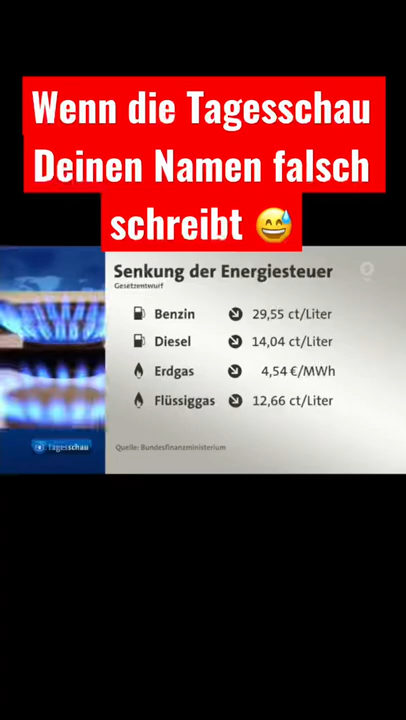 Wenn die Tagesschau
Deinen Namen falsch
schreibt 😅
Senkung der Energiesteuer
Gesetzentwurf
Benzin 29,55 ct/Liter
Diesel 14,04 ct/Liter
Erdgas 4,54 €/MWh
Flüssiggas 12,66 ct/Liter
tagesschau
Quelle: Bundesfinanzministerium